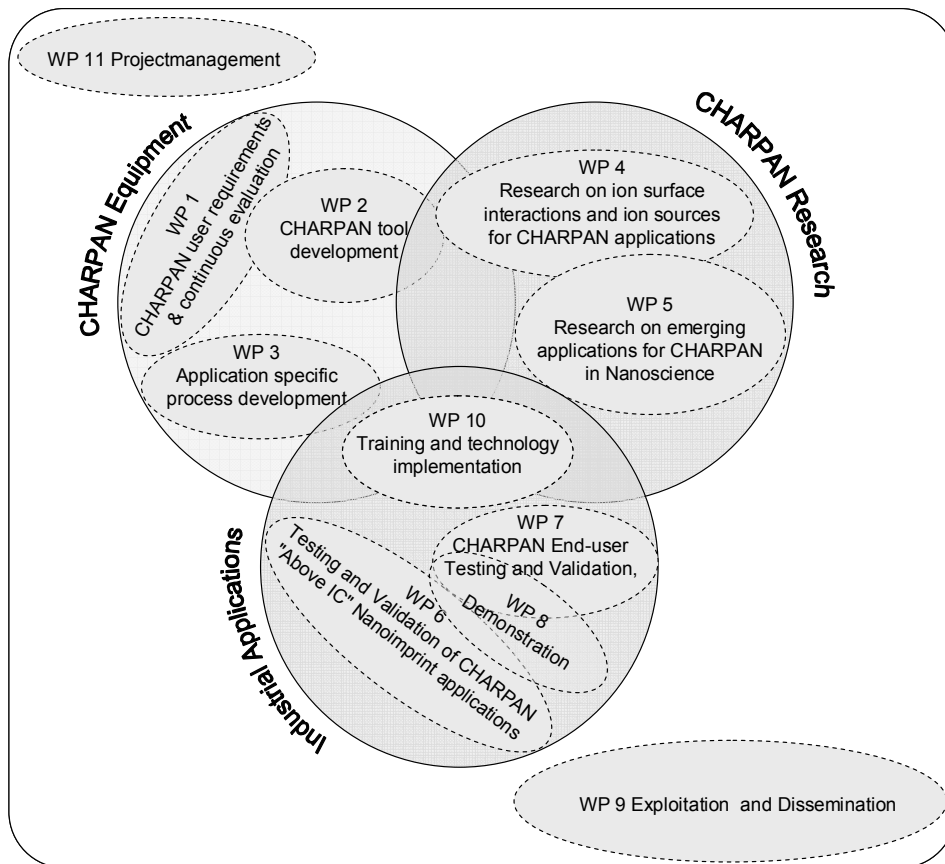 WP 11 Projectmanagement
CHARPAN Equipment
CHARPAN Research
WP 1
CHARPAN user requirements
& continuous evaluation
WP 2
CHARPAN tool
development
WP 4
Research on ion surface
interactions and ion sources
for CHARPAN applications
WP 5
Research on emerging
applications for CHARPAN
in Nanoscience
WP 3
Application specific
process development
WP 10
Training and technology
implementation
WP 7
CHARPAN End-user
Testing and Validation,
WP 8
Demonstration
WP 6
Testing and Validation of CHARPAN
"Above IC" Nanoimprint applications
Industrial Applications
WP 9 Exploitation and Dissemination